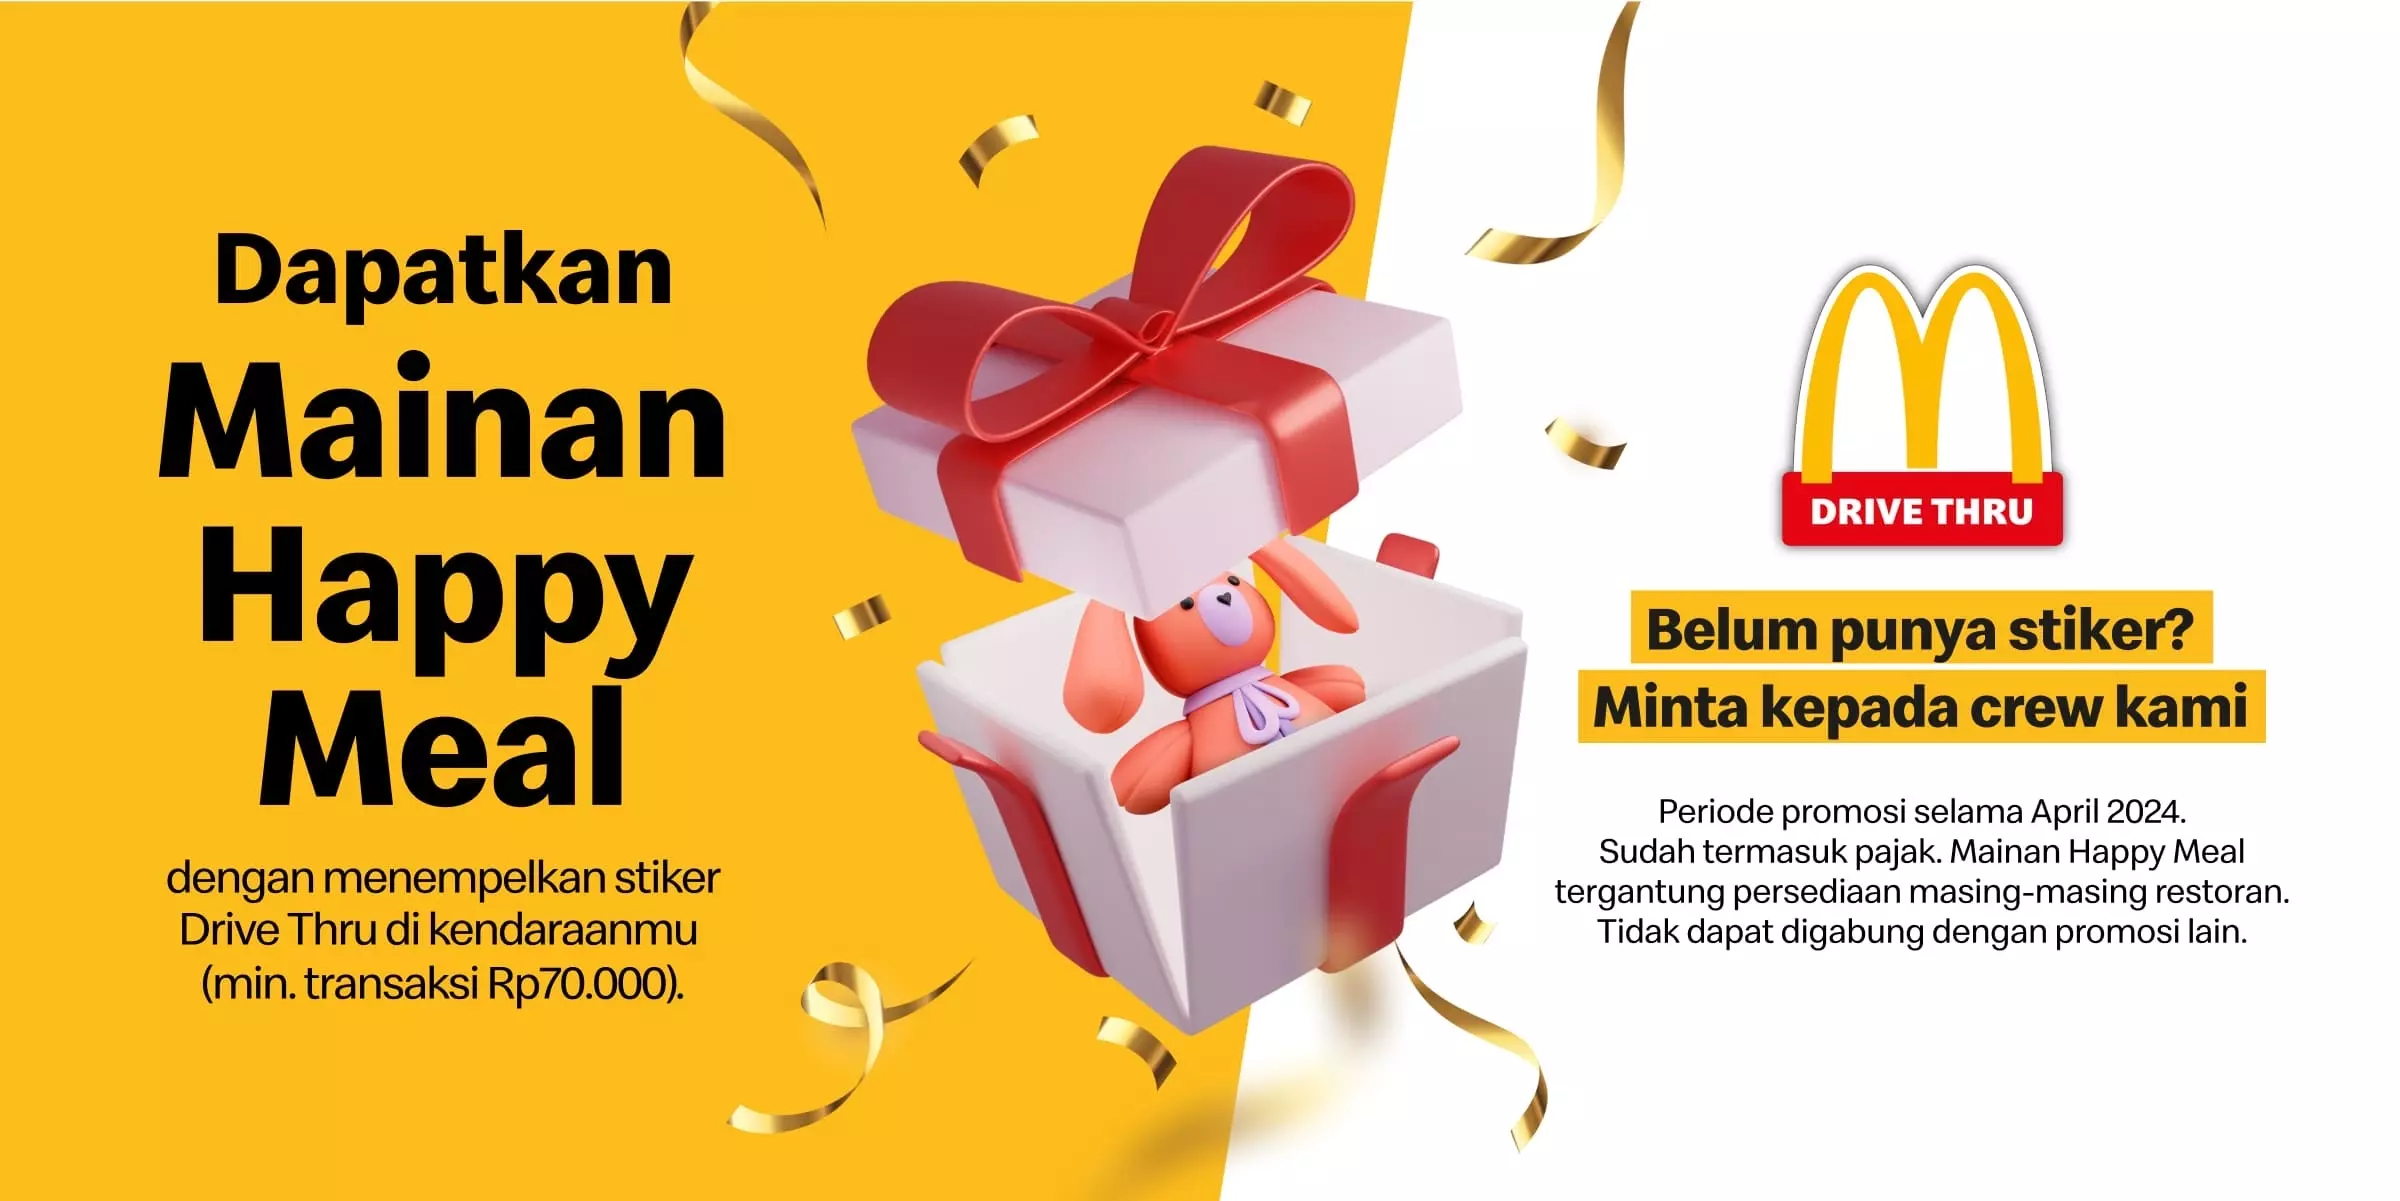 Dapatkan
Mainan
Happy
Meal
dengan menempelkan stiker
Drive Thru di kendaraanmu
(min. transaksi Rp70.000).
DRIVE THRU
Belum punya stiker?
Minta kepada crew kami
Periode promosi selama April 2024.
Sudah termasuk pajak. Mainan Happy Meal
tergantung persediaan masing-masing restoran.
Tidak dapat digabung dengan promosi lain.